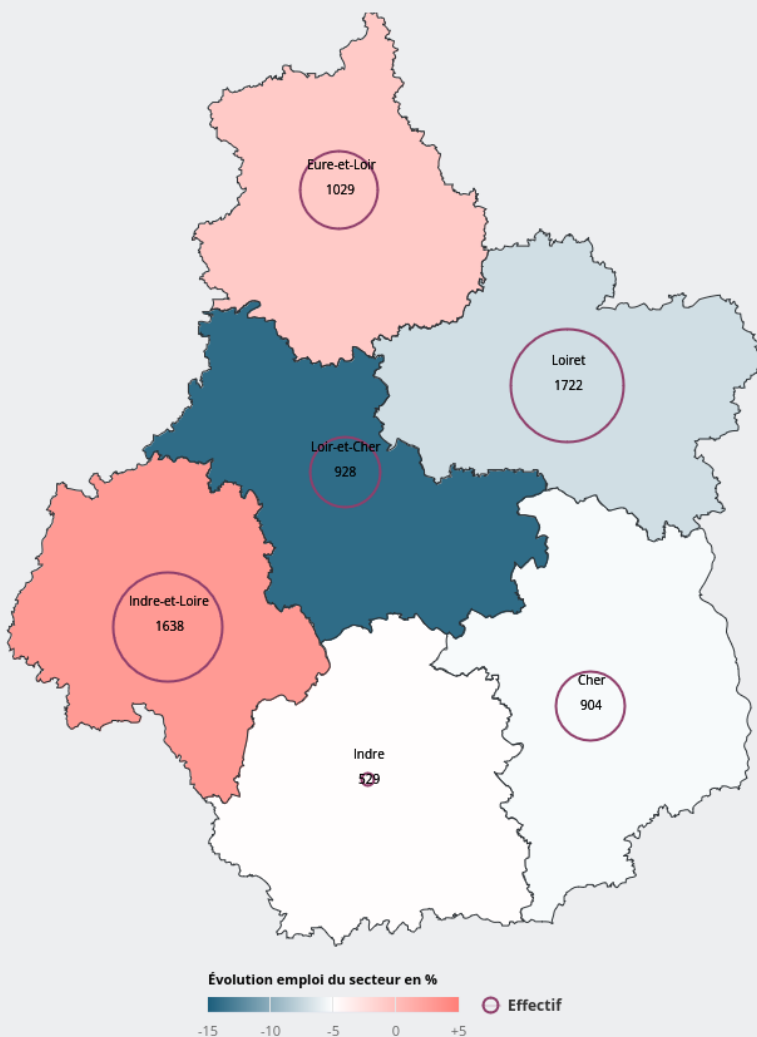 Eure-et-Loir
1029
Loiret
1722
Loir-et-Cher
928
Indre-et-Loire
1638
Cher
904
Indre
529
Évolution emploi du secteur en %
Effectif
-15 -10 -5 0 +5